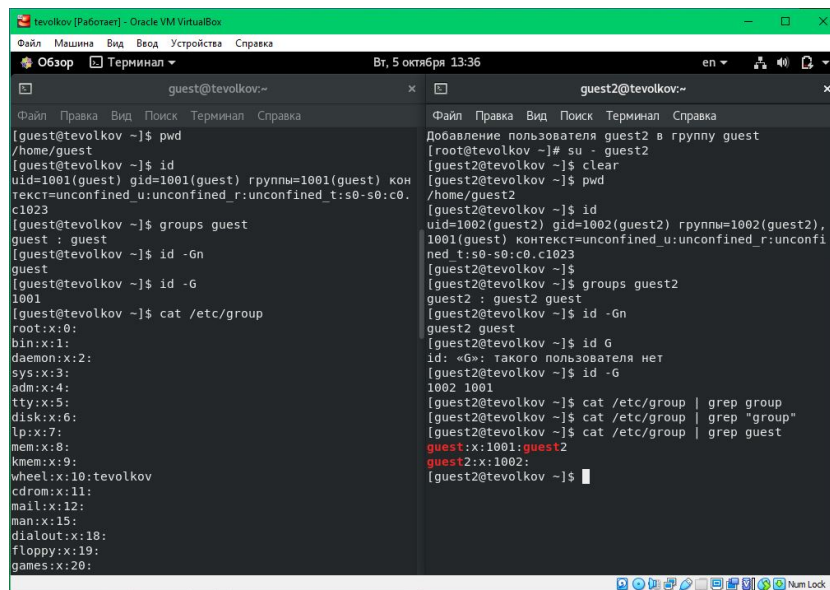 tevolkov [Работает] - Oracle VM VirtualBox
Файл Машина Вид Ввод Устройства Справка
Обзор Терминал Вт, 5 октября 13:36 en
guest@tevolkov:~
Файл Правка Вид Поиск Терминал Справка
[guest@tevolkov ~]$ pwd
/home/guest
[guest@tevolkov ~]$ id
uid=1001(guest) gid=1001(guest) группы=1001(guest) кон
текст=unconfined_u:unconfined_r:unconfined_t:s0-s0:c0.
c1023
[guest@tevolkov ~]$ groups guest
guest : guest
[guest@tevolkov ~]$ id -Gn
guest
[guest@tevolkov ~]$ id -G
1001
[guest@tevolkov ~]$ cat /etc/group
root:x:0:
bin:x:1:
daemon:x:2:
sys:x:3:
adm:x:4:
tty:x:5:
disk:x:6:
lp:x:7:
mem:x:8:
kmem:x:9:
wheel:x:10:tevolkov
cdrom:x:11:
mail:x:12:
man:x:15:
dialout:x:18:
floppy:x:19:
games:x:20:
guest2@tevolkov:~
Файл Правка Вид Поиск Терминал Справка
Добавление пользователя guest2 в группу guest
[root@tevolkov ~]# su - guest2
[guest2@tevolkov ~]$ clear
[guest2@tevolkov ~]$ pwd
/home/guest2
[guest2@tevolkov ~]$ id
uid=1002(guest2) gid=1002(guest2) группы=1002(guest2),
1001(guest) контекст=unconfined_u:unconfined_r:unconfi
ned_t:s0-s0:c0.c1023
[guest2@tevolkov ~]$
[guest2@tevolkov ~]$ groups guest2
guest2 : guest2 guest
[guest2@tevolkov ~]$ id -Gn
guest2 guest
[guest2@tevolkov ~]$ id G
id: «G»: такого пользователя нет
[guest2@tevolkov ~]$ id -G
1002 1001
[guest2@tevolkov ~]$ cat /etc/group | grep group
[guest2@tevolkov ~]$ cat /etc/group | grep "group"
[guest2@tevolkov ~]$ cat /etc/group | grep guest
guest:x:1001:guest2
guest2:x:1002:
[guest2@tevolkov ~]$
Num Lock